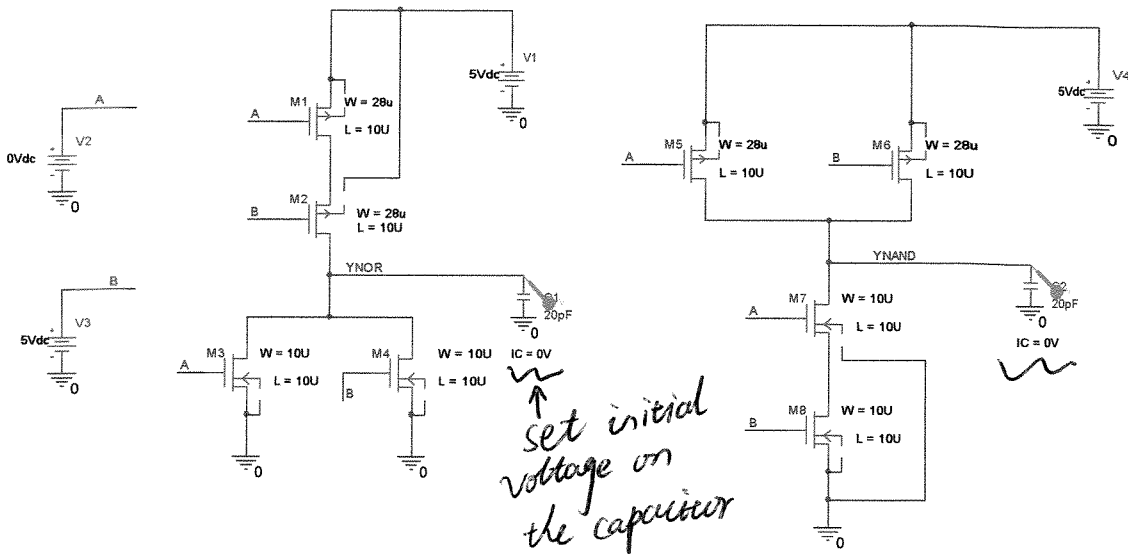 A
V2
0Vdc
0
B
V3
5Vdc
0
V1
5Vdc
0
M1
W = 28u
A
L = 10U
M2
B
W = 28u
L = 10U
YNOR
20pF
0
IC = 0V
M3
W = 10U
A
L = 10U
0
M4
W = 10U
L = 10U
B
0
set initial
voltage on
the capacitor
V4
5Vdc
0
M5
W = 28u
A
L = 10U
M6
W = 28u
B
L = 10U
YNAND
20pF
0
IC = 0V
M7
W = 10U
A
L = 10U
M8
W = 10U
B
L = 10U
0